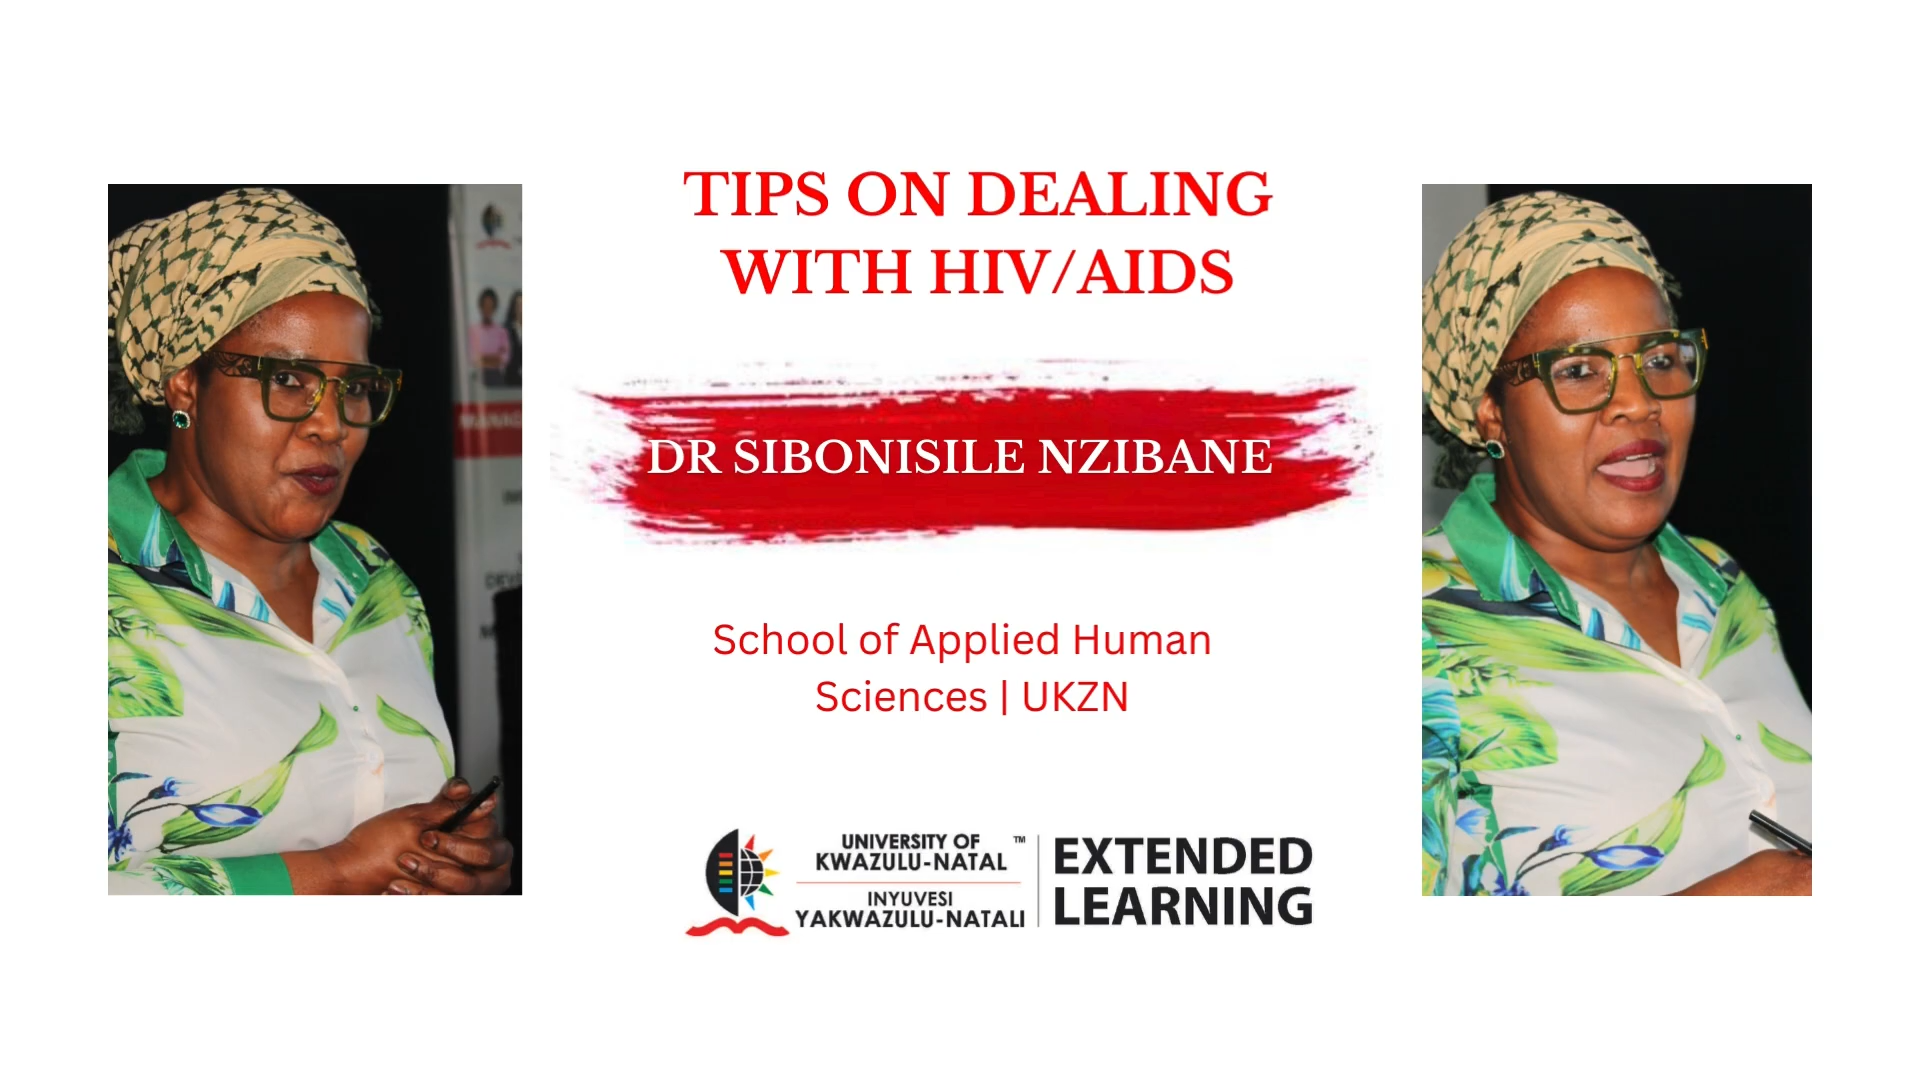 TIPS ON DEALING
WITH HIV/AIDS
DR SIBONISILE NZIBANE
School of Applied Human
Sciences | UKZN
UNIVERSITY OF ™
KWAZULU-NATAL
INYUVESI
YAKWAZULU-NATALI
EXTENDED
LEARNING